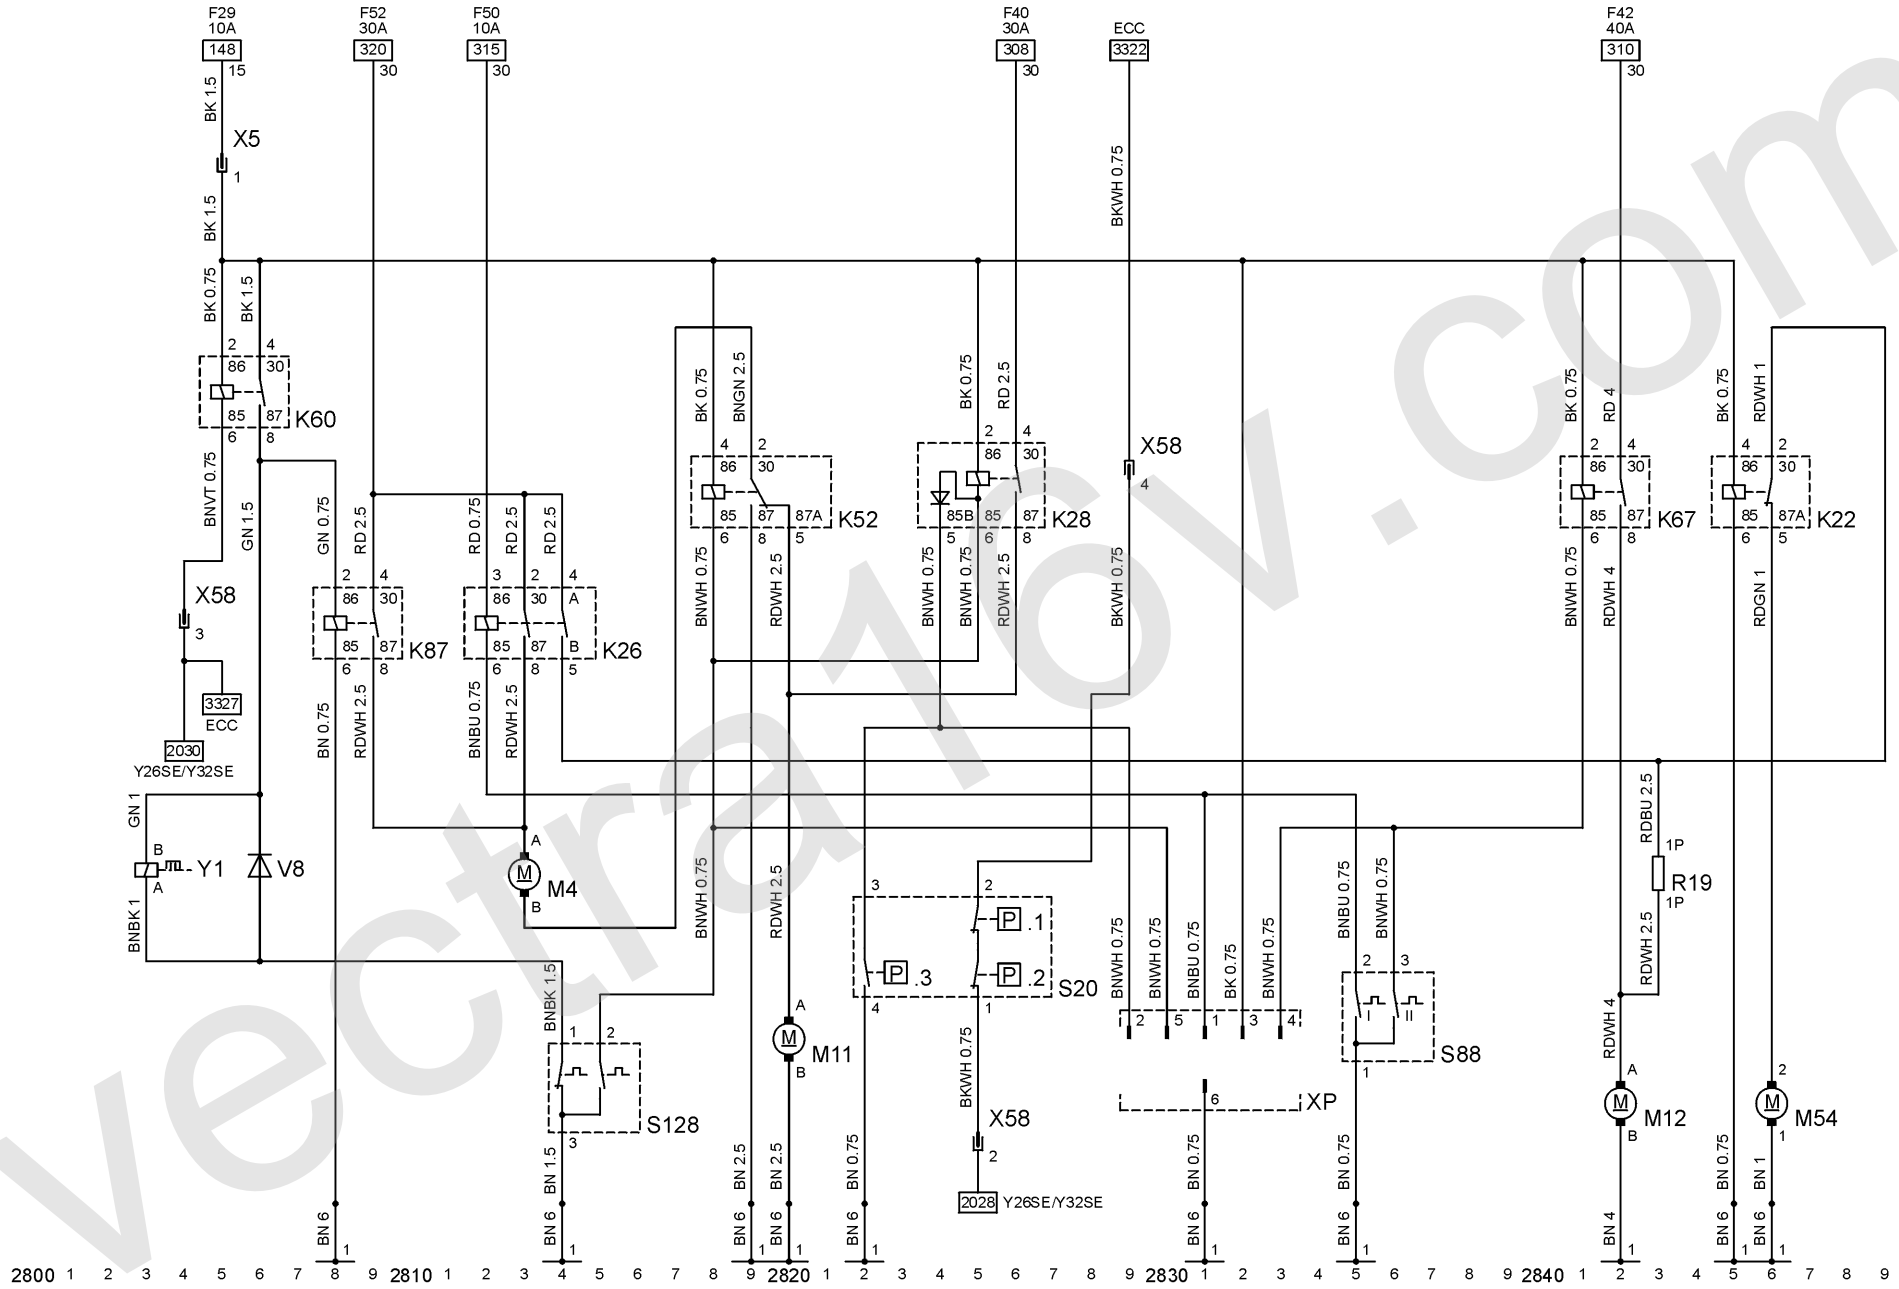 F29
10A
148
15
F52
30A
320
30
F50
10A
315
30
F40
30A
308
30
ECC
3322
F42
40A
310
30
BK 1.5
X5
1
BK 1.5
BKWH 0.75
BK 0.75
BK 1.5
2
4
86
30
85
87
K60
6
8
BNVT 0.75
GN 1.5
GN 0.75
RD 2.5
RD 0.75
RD 2.5
RD 2.5
BK 0.75
BNGN 2.5
4
2
86
30
85
87
87A
K52
6
8
5
BK 0.75
RD 2.5
2
4
86
30
85B
85
87
K28
5
6
8
X58
4
BK 0.75
RD 4
2
4
86
30
85
87
K67
6
8
BK 0.75
RDWH 1
4
2
86
30
85
87A
K22
6
5
X58
3
3327
ECC
2030
Y26SE/Y32SE
2
4
86
30
85
87
K87
6
8
3
2
4
86
30
A
85
87
B
K26
6
8
5
BNWH 0.75
RDWH 2.5
BNWH 0.75
BNWH 0.75
RDWH 2.5
BKWH 0.75
BNWH 0.75
RDWH 4
RDGN 1
BN 0.75
RDWH 2.5
BNBU 0.75
RDWH 2.5
GN 1
B
A
Y1
V8
BNBK 1
A
M
M4
B
BNWH 0.75
RDWH 2.5
3
2
P .1
P .2
P .3
S20
4
1
BNWH 0.75
BNWH 0.75
BNBU 0.75
BK 0.75
BNWH 0.75
BNBU 0.75
BNWH 0.75
RDBU 2.5
1P
R19
1P
RDWH 2.5
BNBK 1.5
1
2
S128
3
A
M
M11
B
2
5
1
3
4
6
XP
2
3
I
II
S88
1
RDWH 4
A
M
M12
B
2
M
M54
1
BKWH 0.75
X58
2
2028
Y26SE/Y32SE
BN 1.5
BN 2.5
BN 2.5
BN 0.75
BN 0.75
BN 0.75
BN 0.75
BN 1
BN 6
1
BN 6
1
BN 6
1
BN 6
1
BN 6
1
BN 6
1
BN 6
1
BN 4
1
BN 6
1
BN 6
1
2800 1 2 3 4 5 6 7 8 9 2810 1 2 3 4 5 6 7 8 9 2820 1 2 3 4 5 6 7 8 9 2830 1 2 3 4 5 6 7 8 9 2840 1 2 3 4 5 6 7 8 9
vectra16v.com